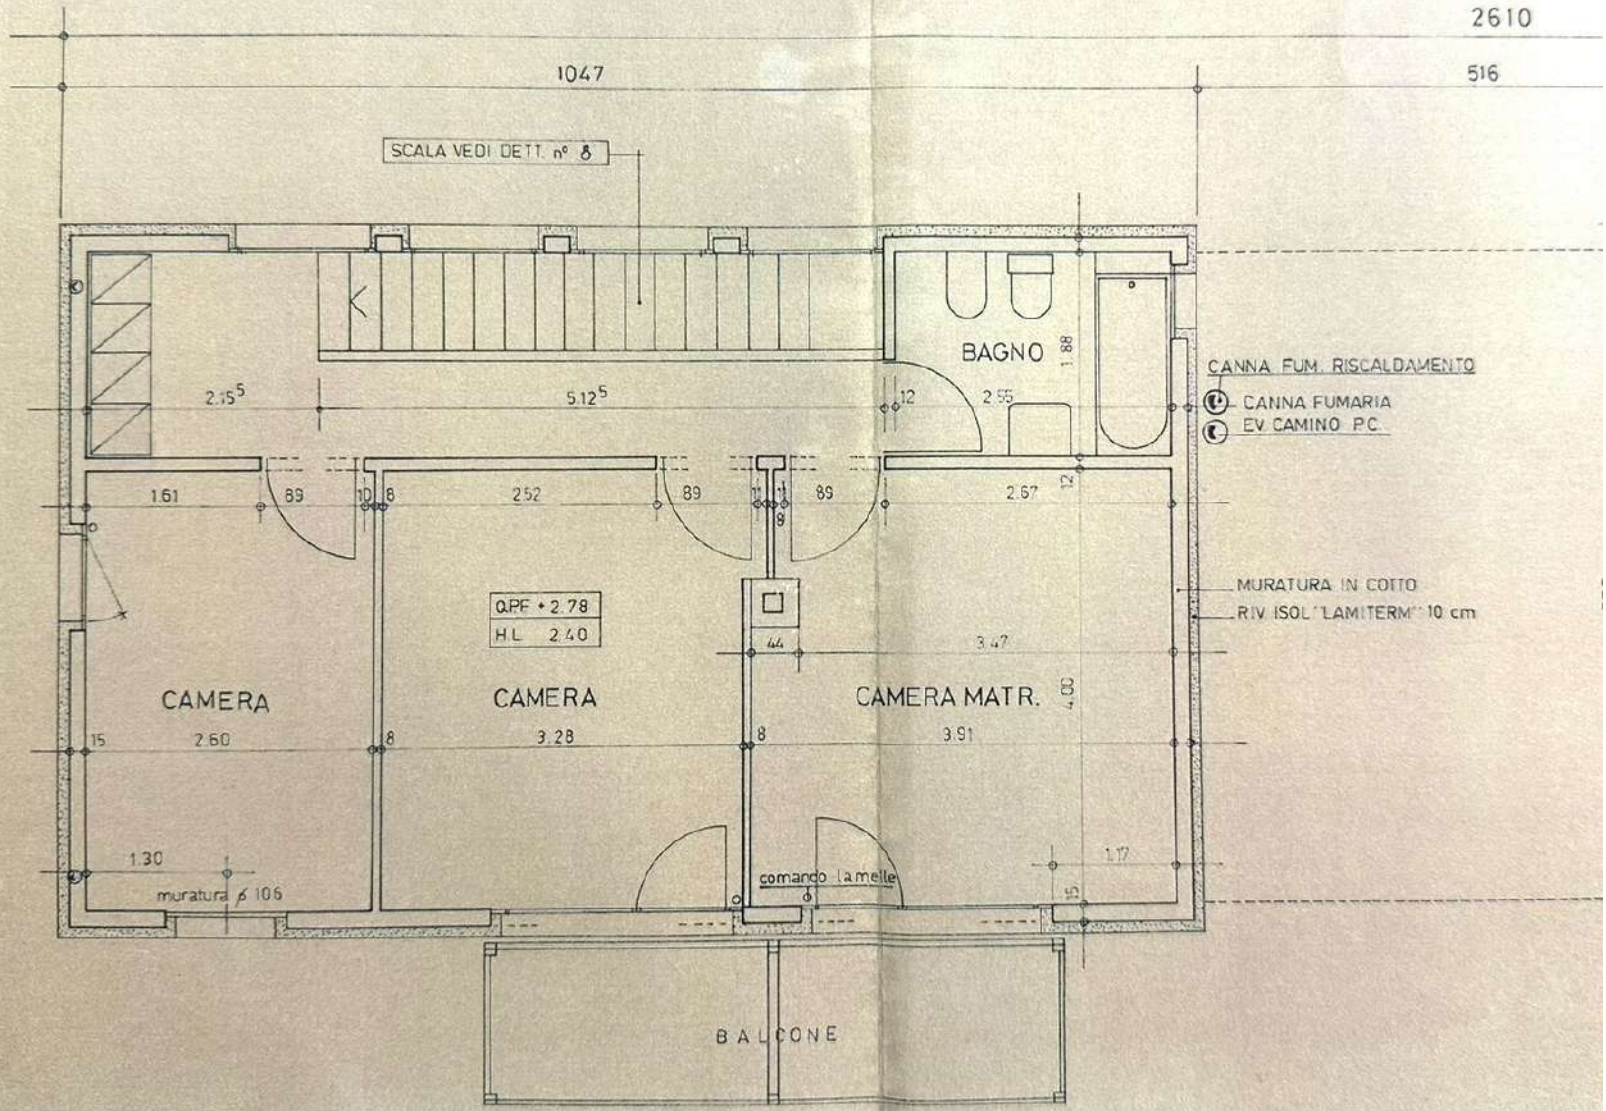 2610
1047
516
SCALA VEDI DETT. nº 8
BAGNO
1.88
CANNA FUM. RISCALDAMENTO
CANNA FUMARIA
EV CAMINO P.C.
2.15⁵
5.12⁵
12
2.55
1.61
89
10
8
2.52
89
11
8
11
89
2.67
12
QPF + 2.78
H.L 2.40
MURATURA IN COTTO
RIV. ISOL "LAMITERM" 10 cm
44
3.47
CAMERA
CAMERA
CAMERA MATR.
4.00
15
2.60
8
3.28
8
3.91
1.30
1.17
muratura
106
comando lamelle
15
BALCONE